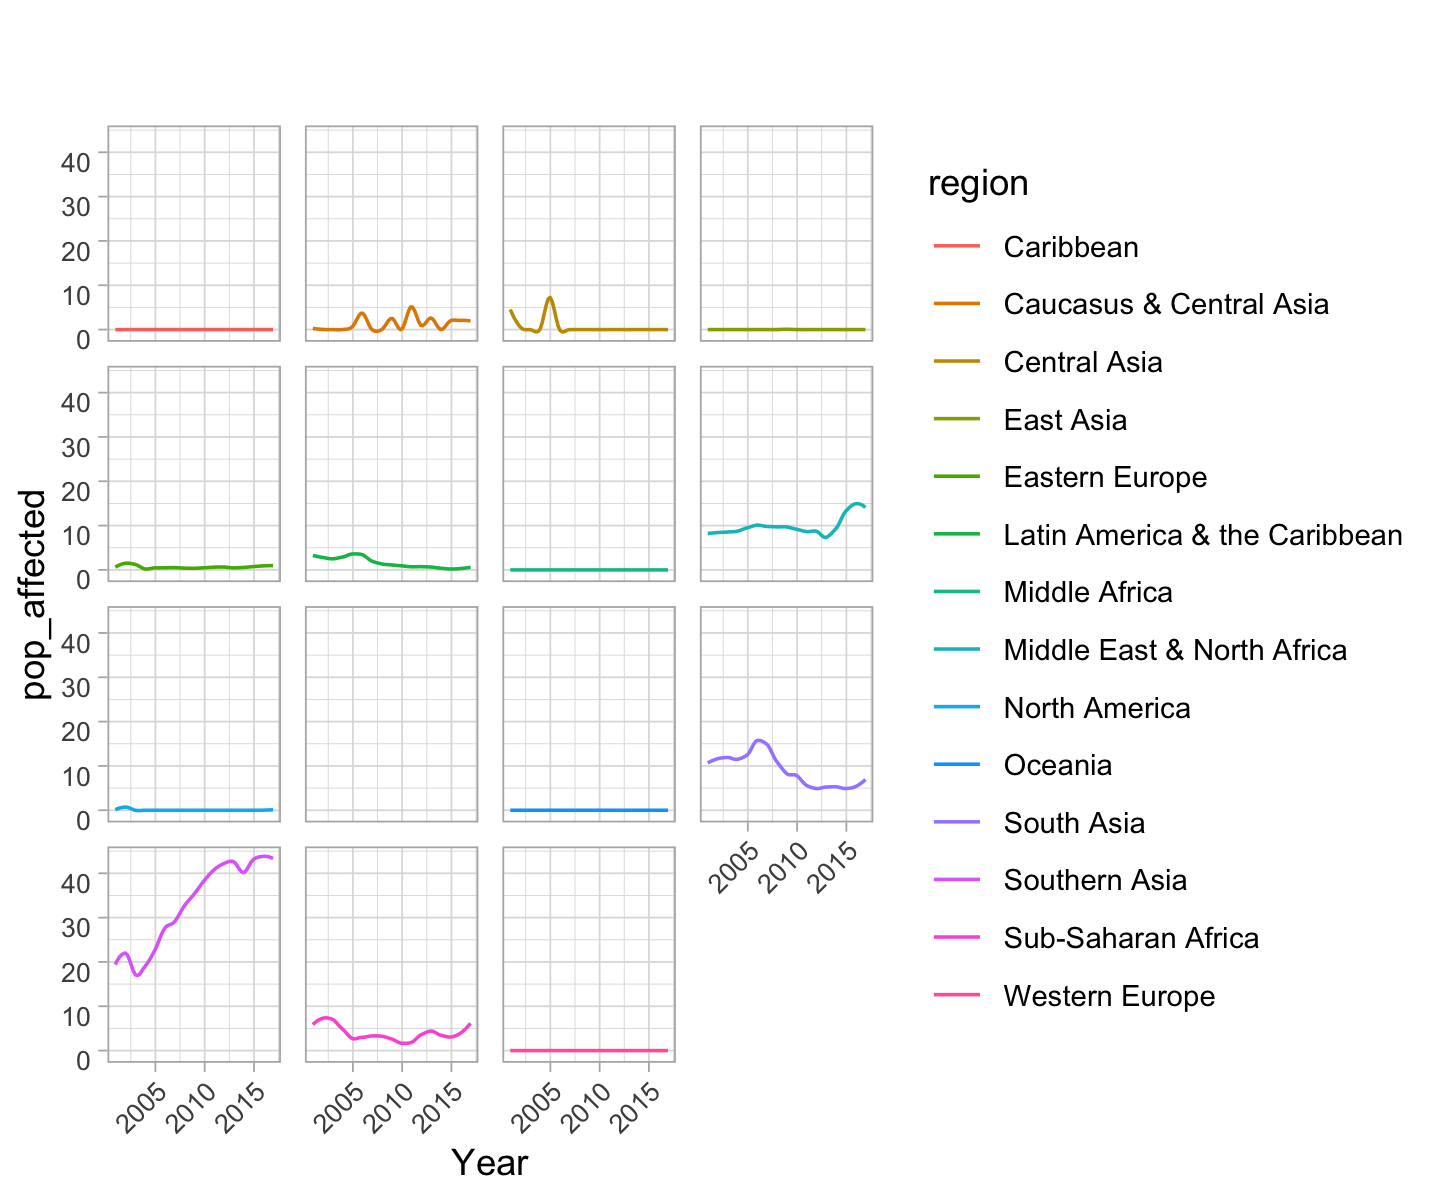 40
30
20
10
0
40
30
20
10
0
40
30
20
10
0
40
30
20
10
0
pop_affected
2005 2010 2015
2005 2010 2015
2005 2010 2015
2005 2010 2015
Year
region
Caribbean
Caucasus & Central Asia
Central Asia
East Asia
Eastern Europe
Latin America & the Caribbean
Middle Africa
Middle East & North Africa
North America
Oceania
South Asia
Southern Asia
Sub-Saharan Africa
Western Europe